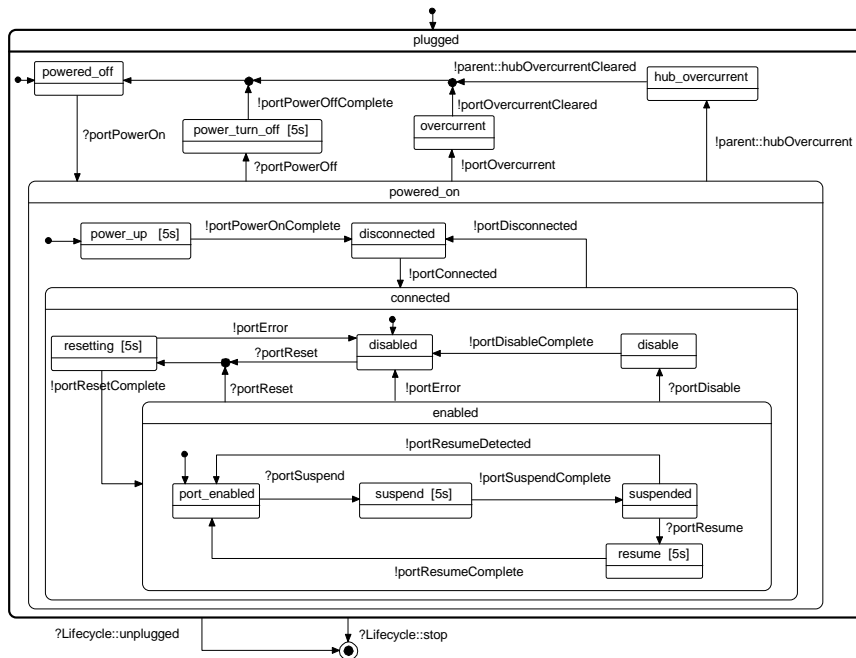 plugged
powered_off
!parent::hubOvercurrentCleared
hub_overcurrent
!portPowerOffComplete
!portOvercurrentCleared
?portPowerOn
power_turn_off [5s]
overcurrent
!parent::hubOvercurrent
?portPowerOff
!portOvercurrent
powered_on
power_up [5s]
!portPowerOnComplete
disconnected
!portDisconnected
!portConnected
connected
resetting [5s]
!portError
disabled
!portDisableComplete
disable
?portReset
!portResetComplete
?portReset
!portError
?portDisable
enabled
!portResumeDetected
port_enabled
?portSuspend
suspend [5s]
!portSuspendComplete
suspended
?portResume
resume [5s]
!portResumeComplete
?Lifecycle::unplugged
?Lifecycle::stop